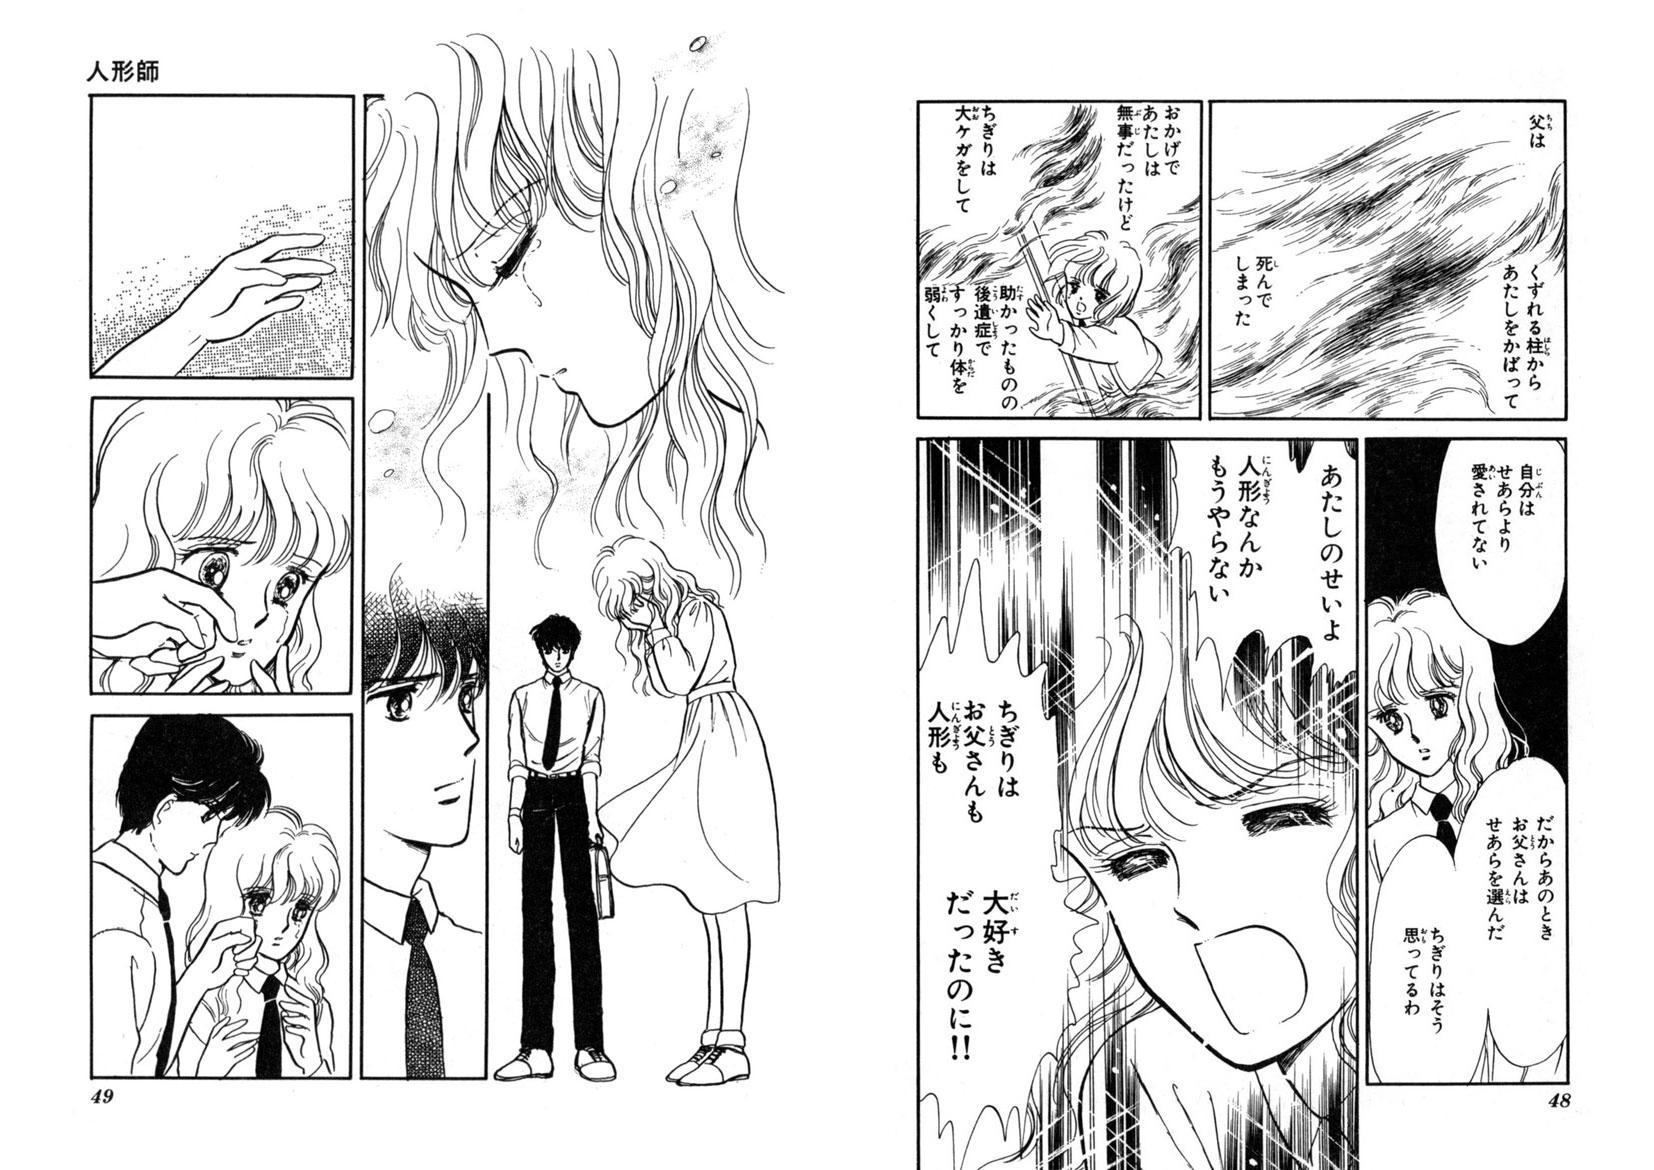 父は
くずれる柱から
あたしをかばって
死んで
しまった
おかげで
あたしは
無事だったけど
ちぎりは
大ケガをして
助かったものの
後遺症で
すっかり体を
弱くして
自分は
せあらより
愛されてない
だからあのとき
お父さんは
せあらを選んだ
ちぎりはそう
思ってるわ
あたしのせいよ
人形なんか
もうやらない
ちぎりは
お父さんも
人形も
大好き
だったのに!!
48
人形師
49